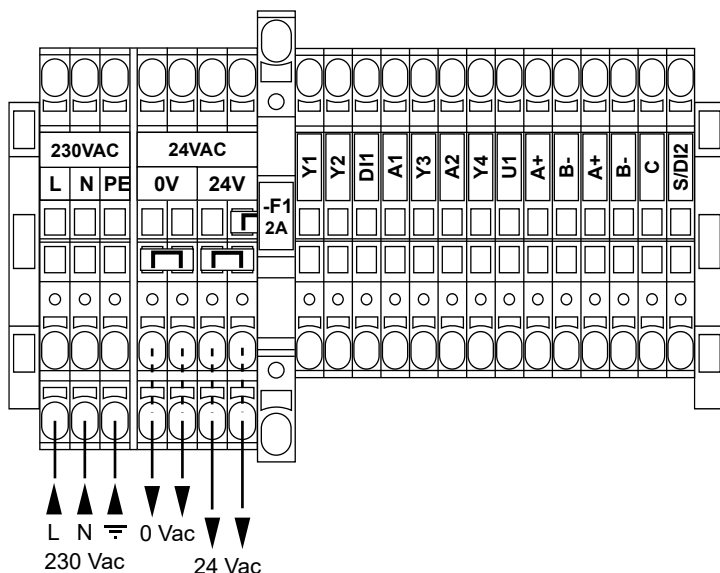 230VAC 24VAC
L N PE 0V 24V
-F1
2A
Y1 Y2 DI1 A1 Y3 A2 Y4 U1 A+ B- A+ B- C S/DI2
L N 0 Vac
230 Vac 24 Vac